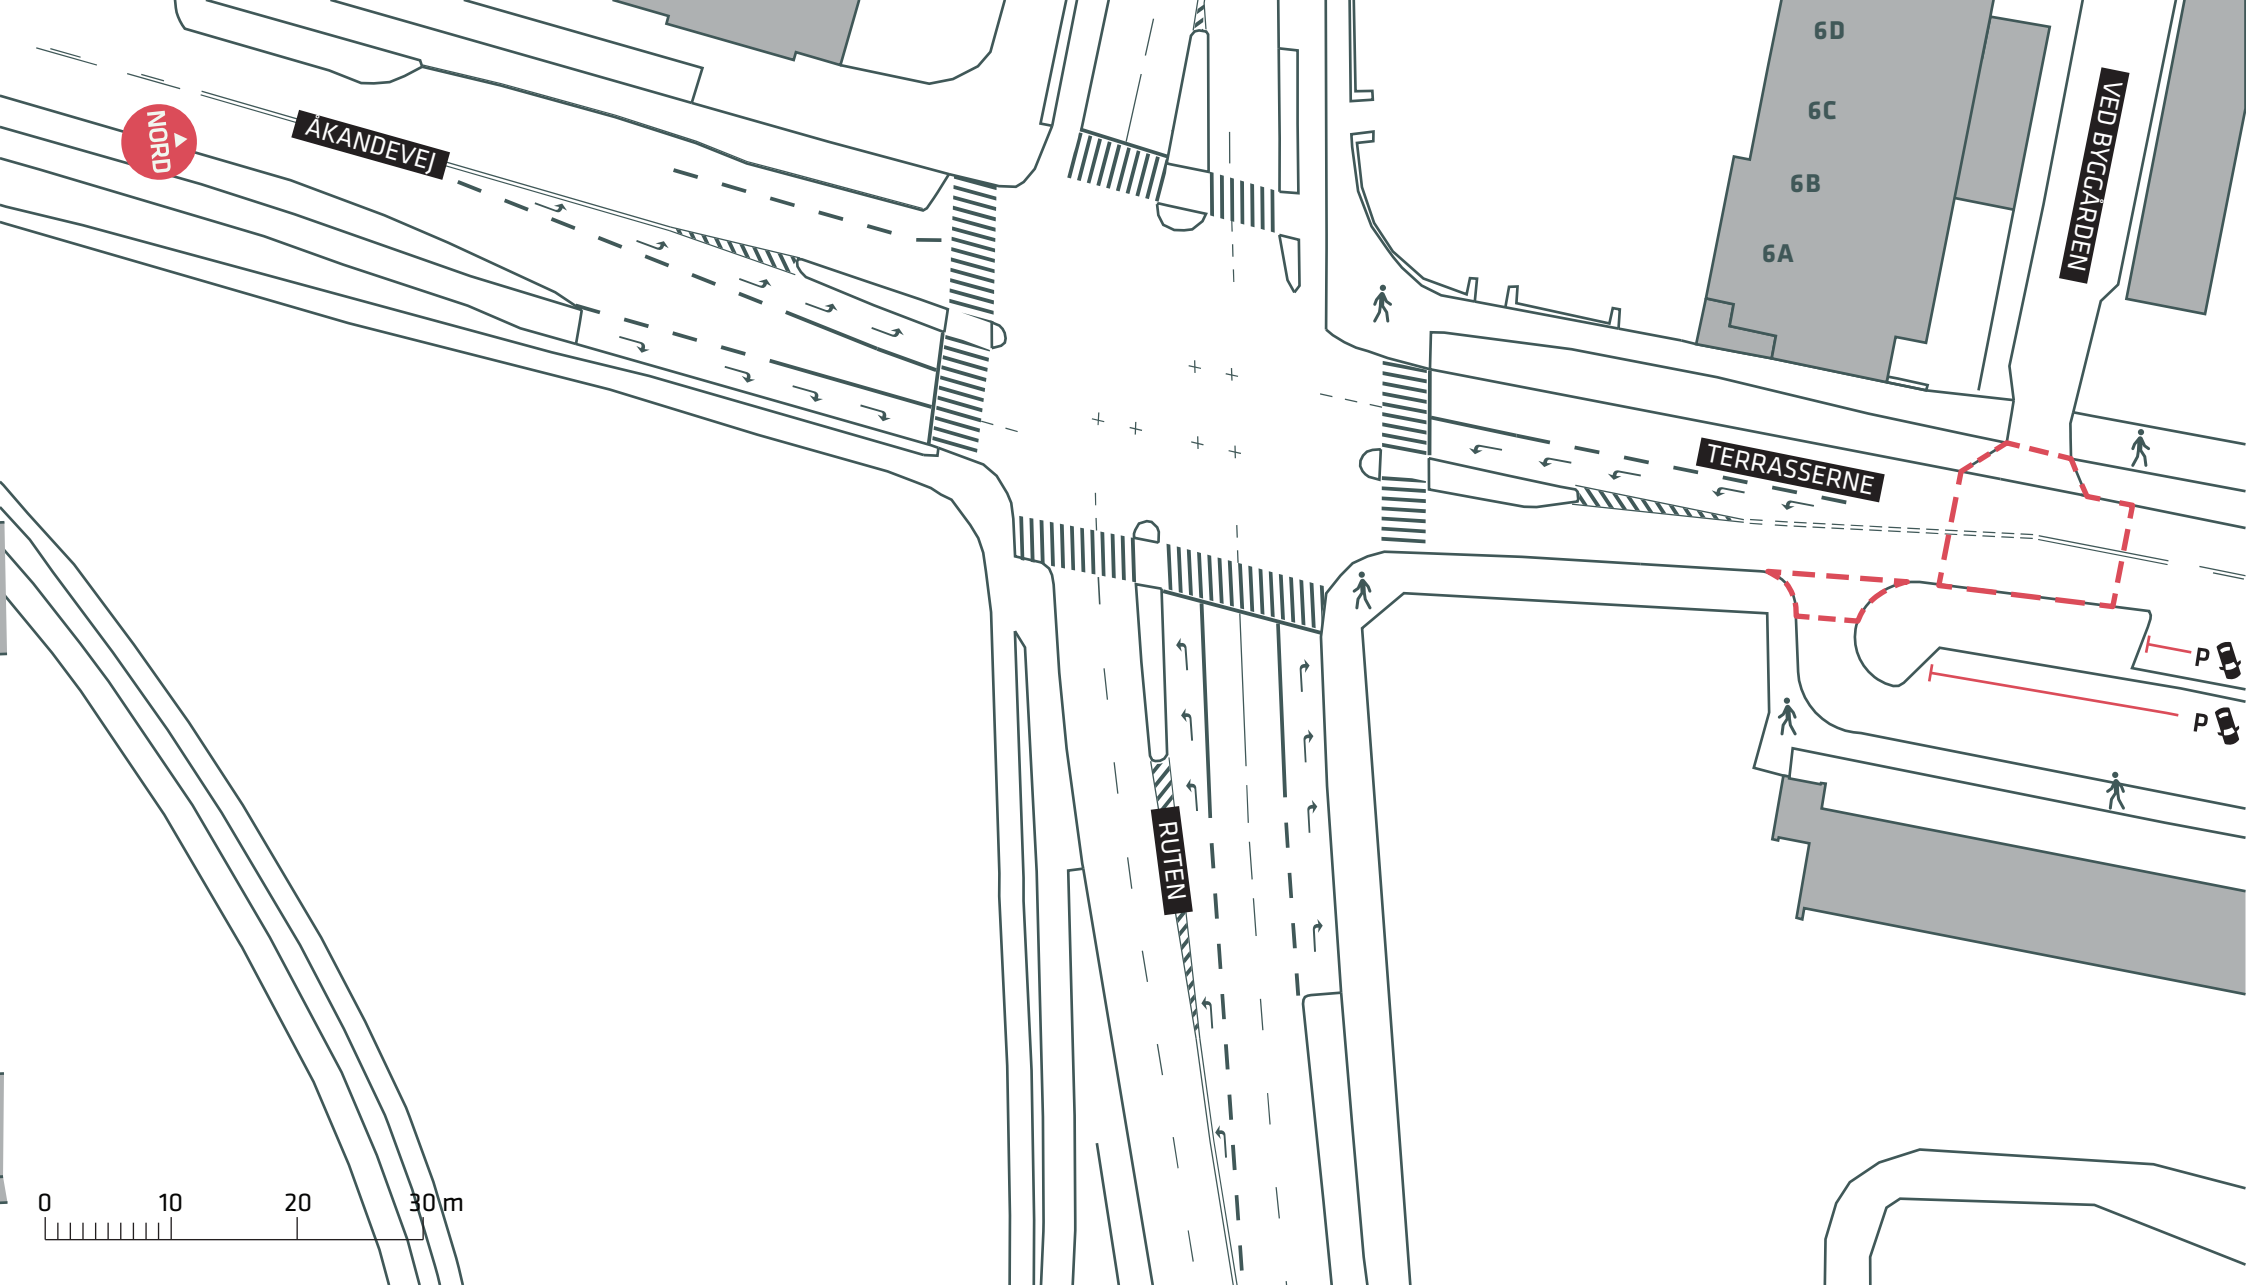 6D
6C
6B
6A
VED BYGGÅRDEN
NORD
ÅKANDEVEJ
TERRASSERNE
P
P
RUTEN
0 10 20 30 m